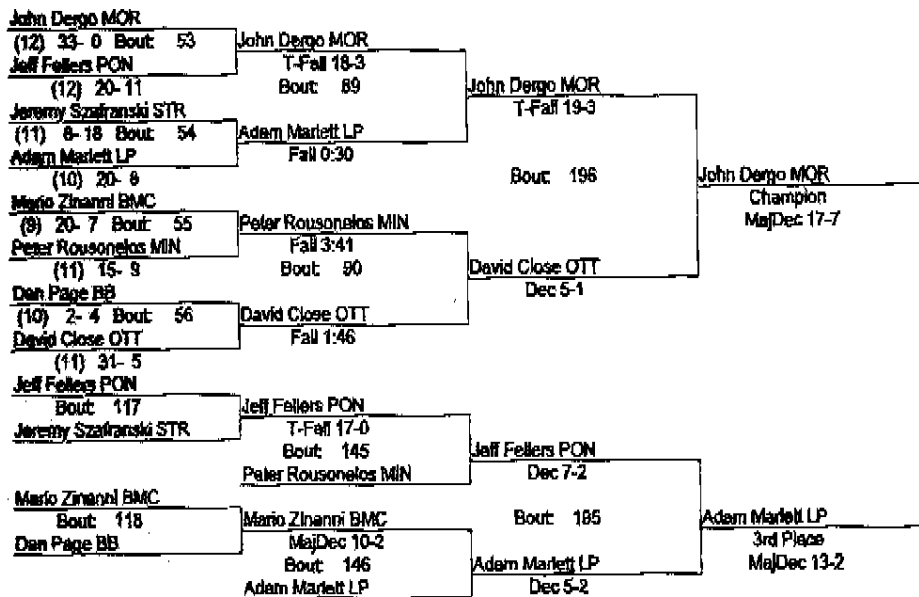 John Dergo MOR
(12) 33- 0 Bout: 53
Jeff Fellers PON
(12) 20- 11
Jeremy Szafranski STR
(11) 8- 18 Bout: 54
Adam Marlett LP
(10) 20- 8
Mario Zinanni BMC
(9) 20- 7 Bout: 55
Peter Rousonelos MIN
(11) 15- 9
Dan Page BB
(10) 2- 4 Bout: 56
David Close OTT
(11) 31- 5
John Dergo MOR
T-Fall 18-3
Bout: 89
Adam Marlett LP
Fall 0:30
Peter Rousonelos MIN
Fall 3:41
Bout: 90
David Close OTT
Fall 1:46
John Dergo MOR
T-Fall 19-3
Bout: 196
David Close OTT
Dec 5-1
John Dergo MOR
Champion
MajDec 17-7
Jeff Fellers PON
Bout: 117
Jeremy Szafranski STR
Mario Zinanni BMC
Bout: 118
Dan Page BB
Jeff Fellers PON
T-Fall 17-0
Bout: 145
Peter Rousonelos MIN
Mario Zinanni BMC
MajDec 10-2
Bout: 146
Adam Marlett LP
Jeff Fellers PON
Dec 7-2
Bout: 195
Adam Marlett LP
Dec 5-2
Adam Marlett LP
3rd Place
MajDec 13-2